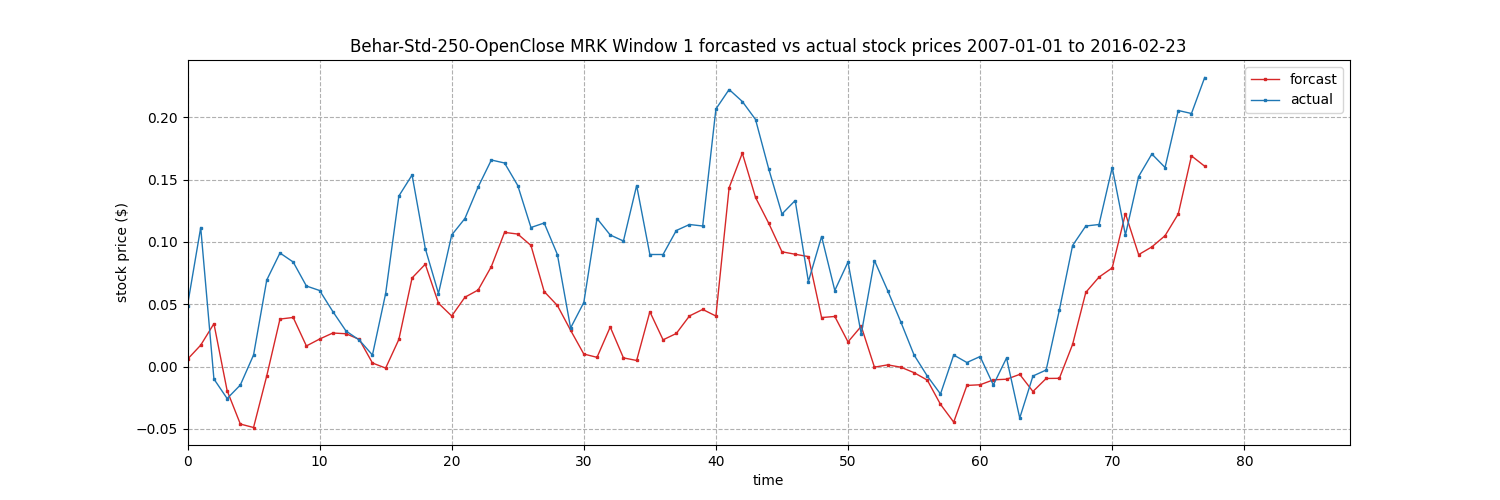 Behar-Std-250-OpenClose MRK Window 1 forcasted vs actual stock prices 2007-01-01 to 2016-02-23
forcast
actual
stock price ($)
0.20
0.15
0.10
0.05
0.00
−0.05
0 10 20 30 40 50 60 70 80
time